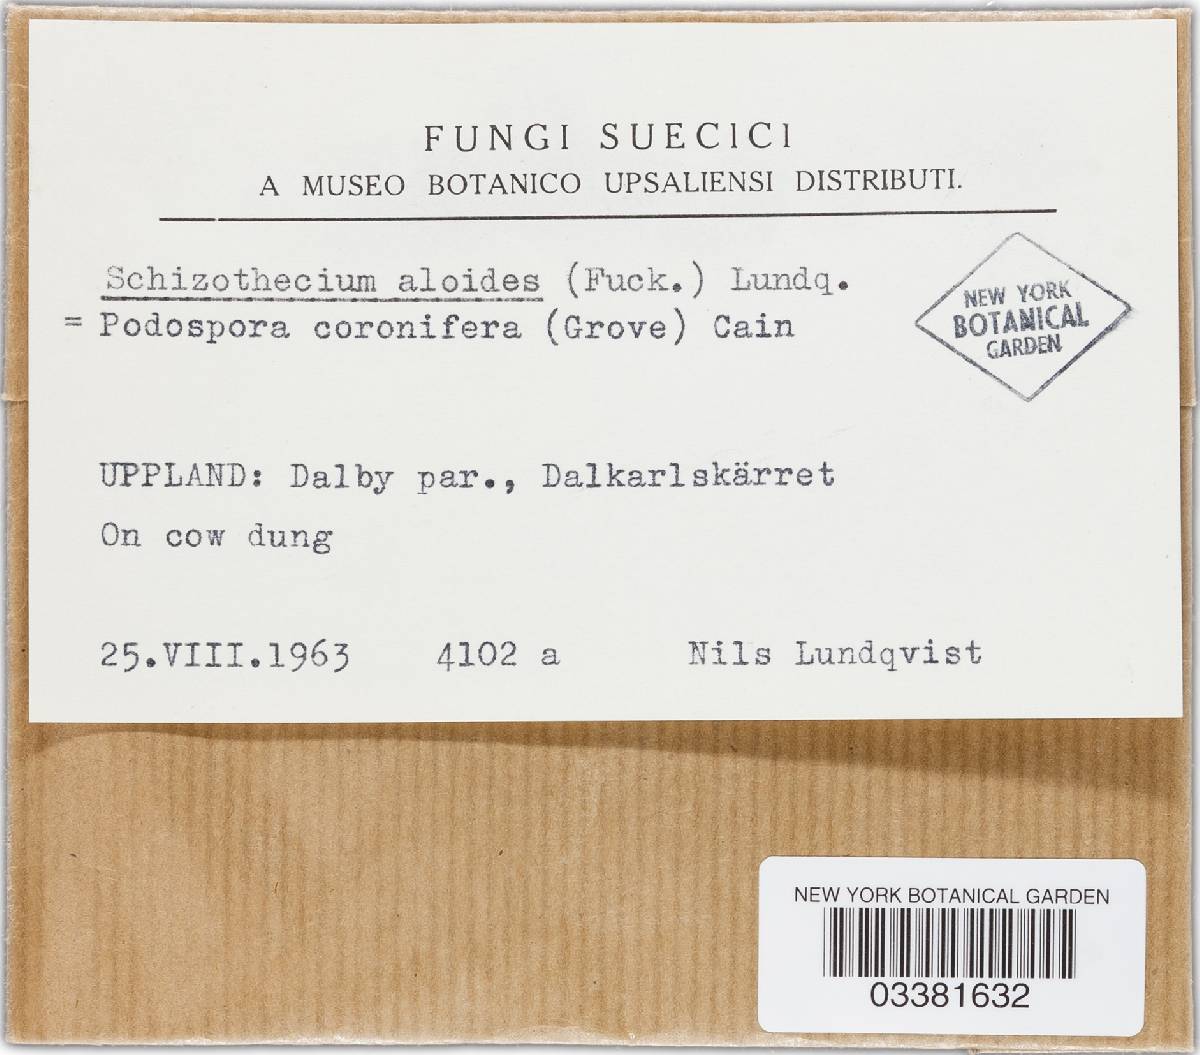 FUNGI SUECICI
A MUSEO BOTANICO UPSALIENSI DISTRIBUTI.
Schizothecium aloides (Fuck.) Lundq.
= Podospora coronifera (Grove) Cain
NEW YORK
BOTANICAL
GARDEN
UPPLAND: Dalby par., Dalkarlskärret
On cow dung
25.VIII.1963 4102 a Nils Lundqvist
NEW YORK BOTANICAL GARDEN
03381632